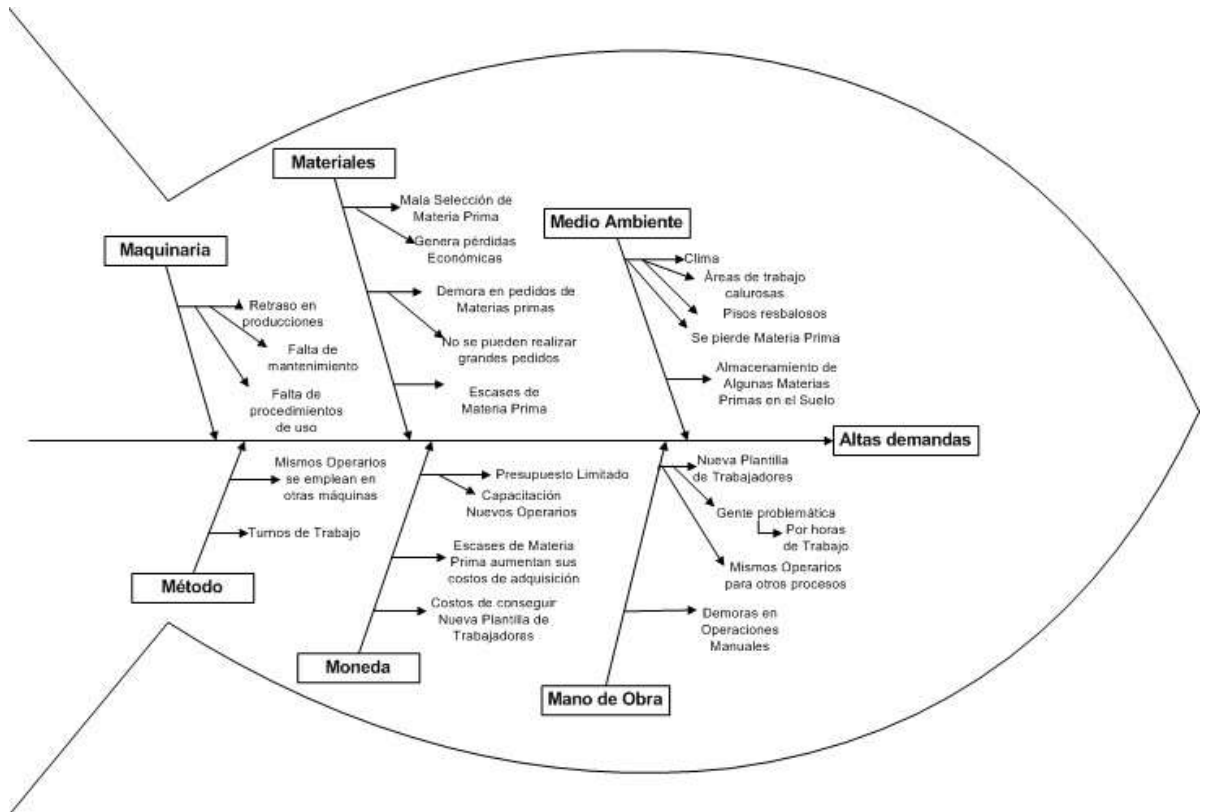 Materiales
Mala Selección de
Materia Prima
Genera pérdidas
Económicas
Demora en pedidos de
Materias primas
No se pueden realizar
grandes pedidos
Escases de
Materia Prima
Maquinaria
Retraso en
producciones
Falta de
mantenimiento
Falta de
procedimientos
de uso
Medio Ambiente
Clima
Áreas de trabajo
calurosas
Pisos resbalosos
Se pierde Materia Prima
Almacenamiento de
Algunas Materias
Primas en el Suelo
Altas demandas
Mismos Operarios
se emplean en
otras máquinas
Turnos de Trabajo
Método
Presupuesto Limitado
Capacitación
Nuevos Operarios
Escases de Materia
Prima aumentan sus
costos de adquisición
Costos de conseguir
Nueva Plantilla de
Trabajadores
Moneda
Nueva Plantilla
de Trabajadores
Gente problemática
Por horas
de Trabajo
Mismos Operarios
para otros procesos
Demoras en
Operaciones
Manuales
Mano de Obra